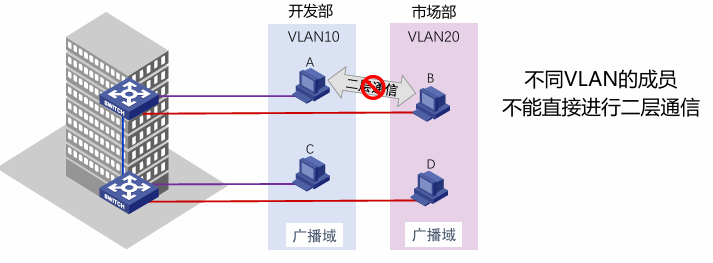 开发部
市场部
VLAN10
VLAN20
A
二层通信
B
不同VLAN的成员
不能直接进行二层通信
SWITCH
C
D
SWITCH
广播域
广播域